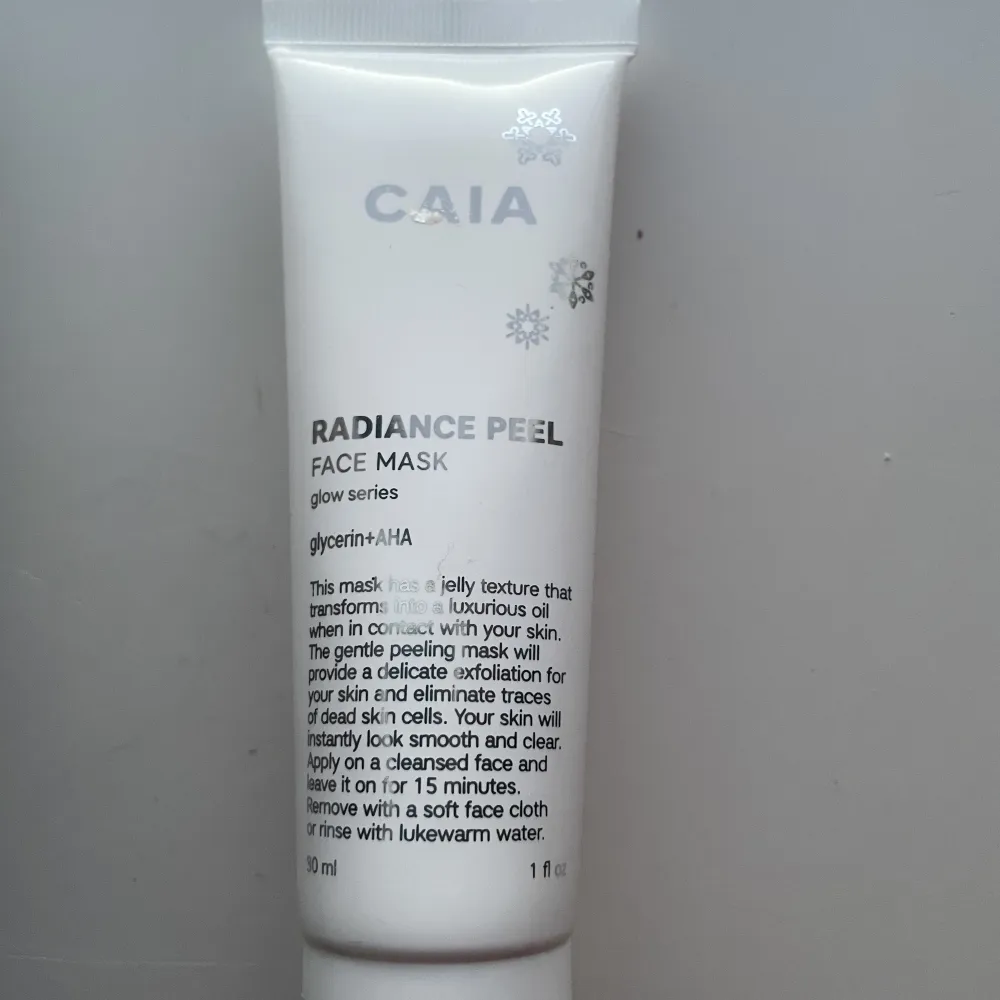 CAIA
RADIANCE PEEL
FACE MASK
glow series
glycerin+AHA
This mask has a jelly texture that
transforms into a luxurious oil
when in contact with your skin.
The gentle peeling mask will
provide a delicate exfoliation for
your skin and eliminate traces
of dead skin cells. Your skin will
instantly look smooth and clear.
Apply on a cleansed face and
leave it on for 15 minutes.
Remove with a soft face cloth
or rinse with lukewarm water.
30 ml 1 fl oz